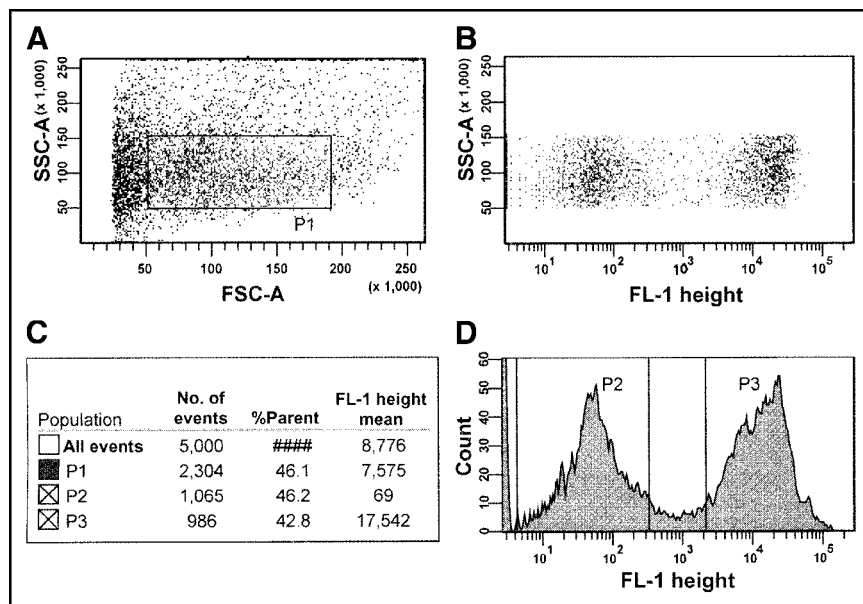 A
SSC-A (x 1,000)
250
200
150
100
50
P1
50 100 150 200 250
FSC-A (x 1,000)
B
SSC-A (x 1,000)
250
200
150
100
50
10¹ 10² 10³ 10⁴ 10⁵
FL-1 height
C
Population No. of events %Parent FL-1 height mean
All events 5,000 #### 8,776
P1 2,304 46.1 7,575
P2 1,065 46.2 69
P3 986 42.8 17,542
D
Count
60
50
40
30
20
10
0
P2 P3
10¹ 10² 10³ 10⁴ 10⁵
FL-1 height